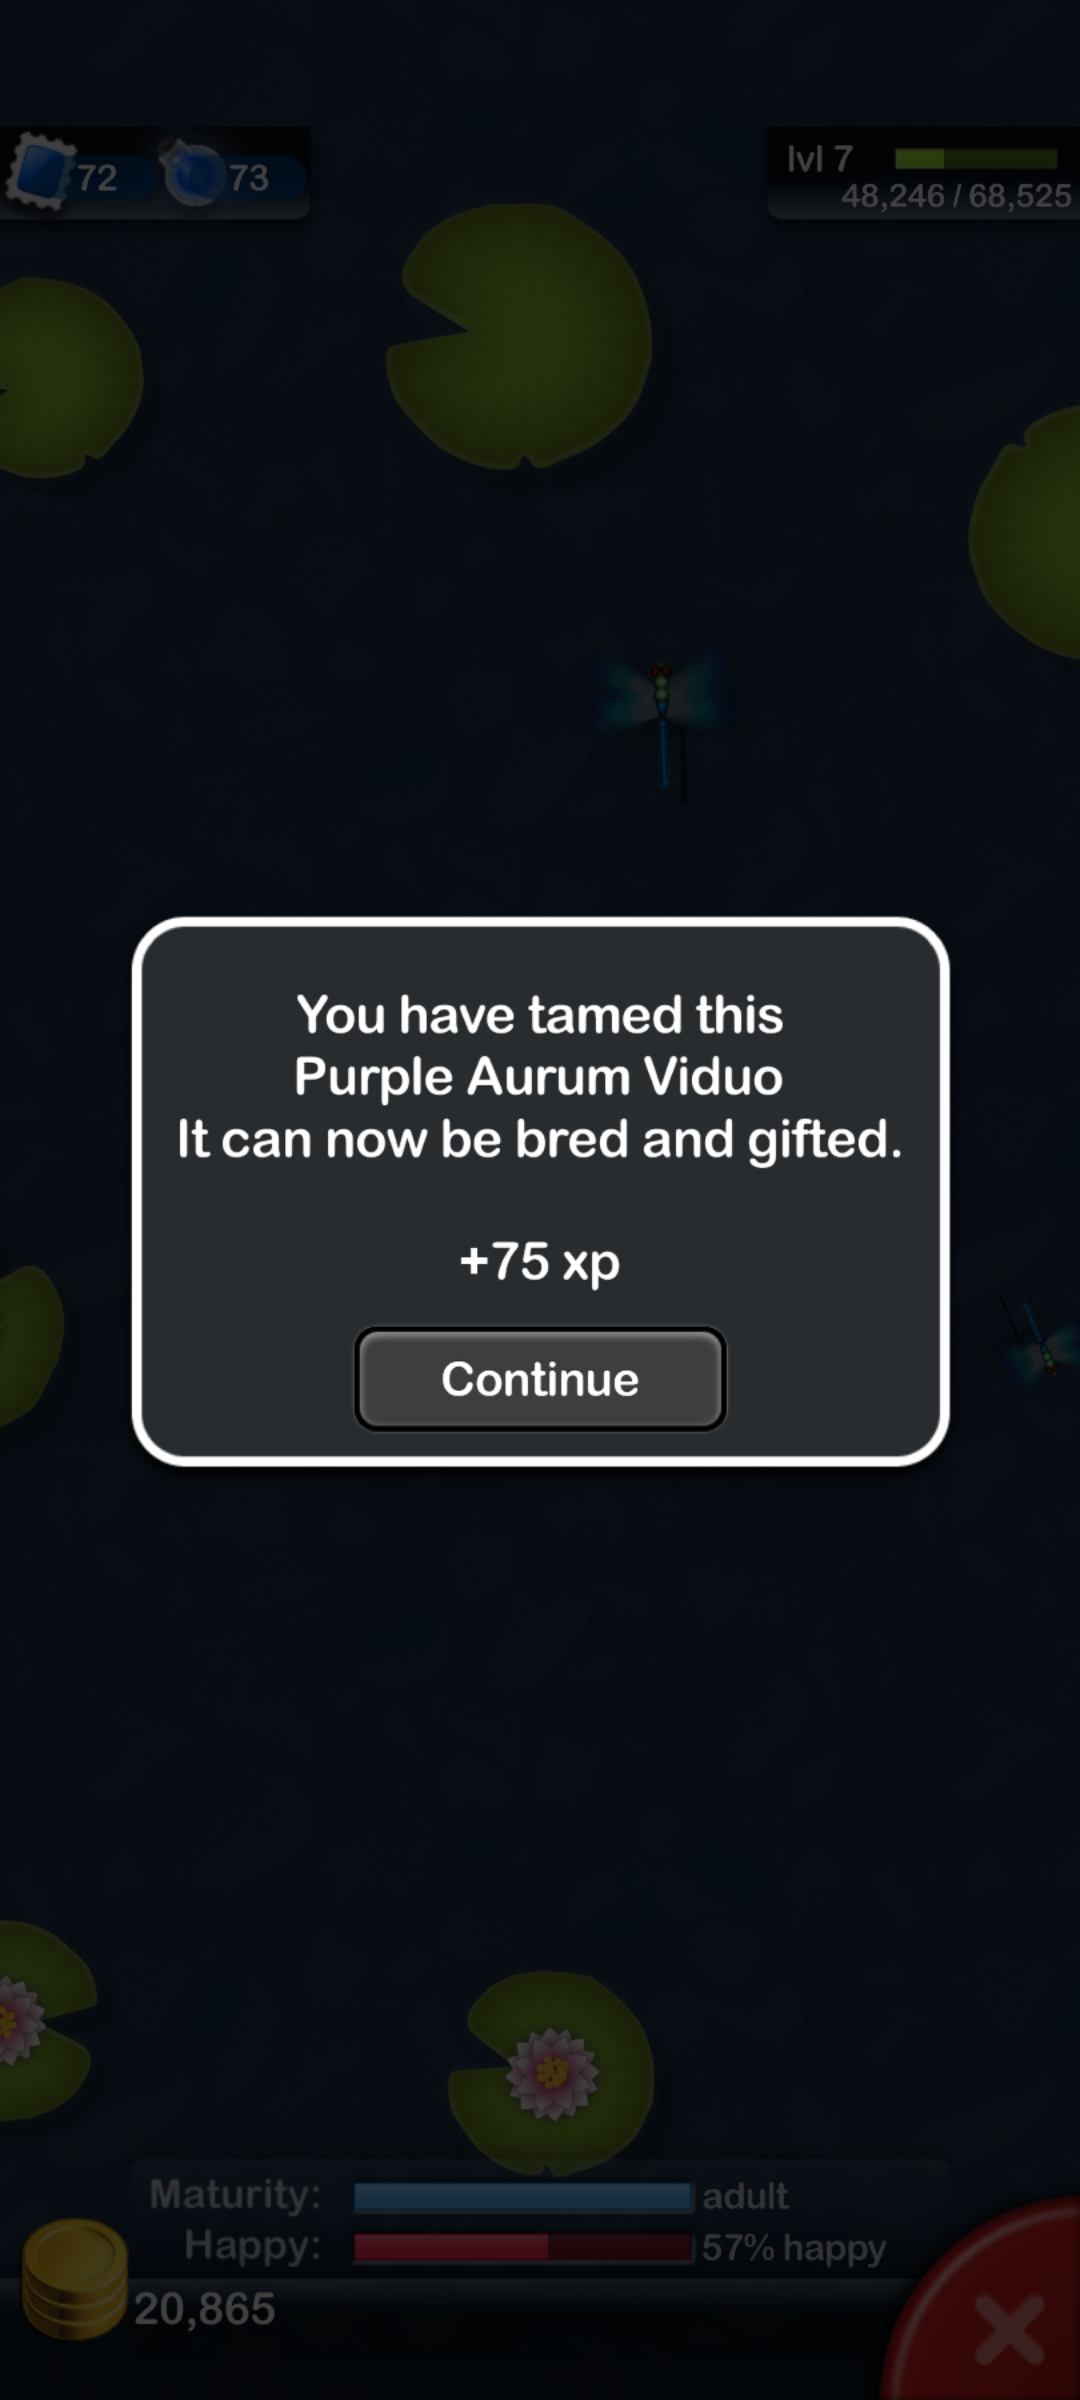 72
73
lvl 7
48,246 / 68,525
You have tamed this
Purple Aurum Viduo
It can now be bred and gifted.
+75 xp
Continue
Maturity: adult
Happy: 57% happy
20,865